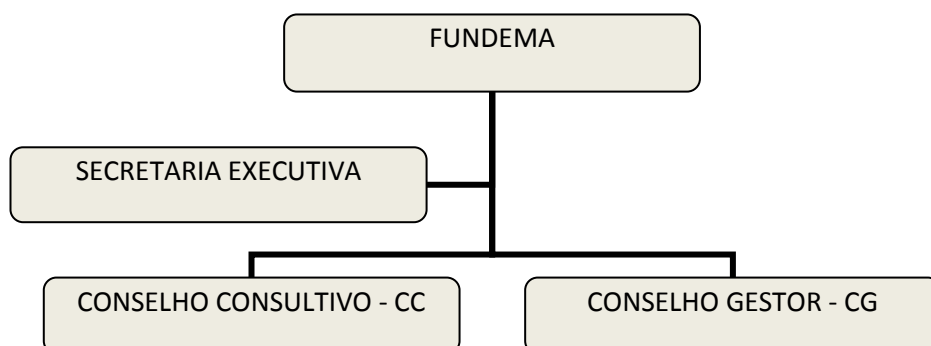 FUNDEMA
SECRETARIA EXECUTIVA
CONSELHO CONSULTIVO - CC
CONSELHO GESTOR - CG